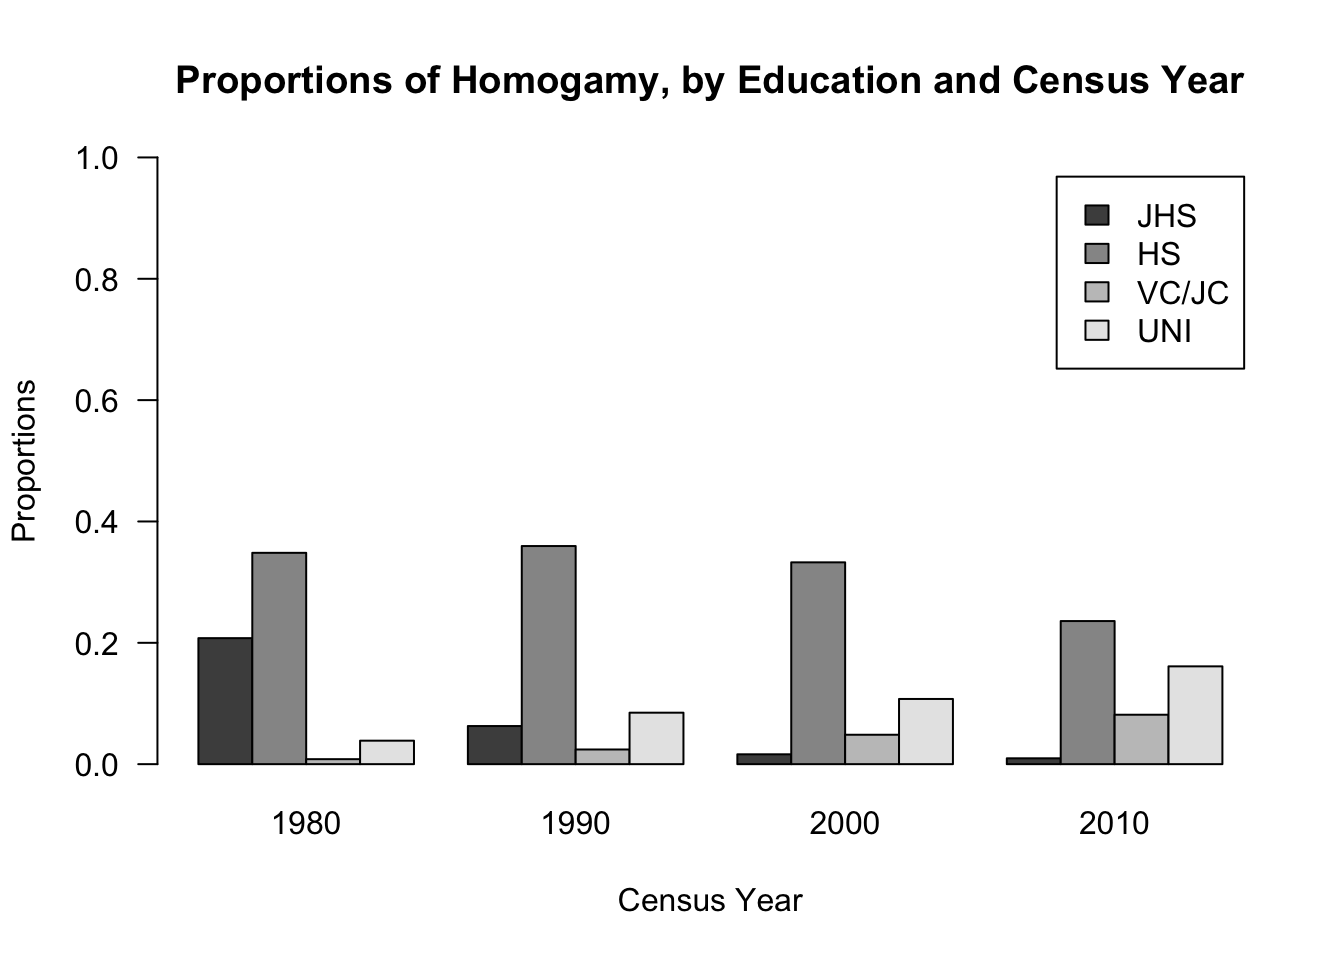 Proportions of Homogamy, by Education and Census Year
1.0
0.8
0.6
0.4
0.2
0.0
Proportions
JHS
HS
VC/JC
UNI
1980 1990 2000 2010
Census Year